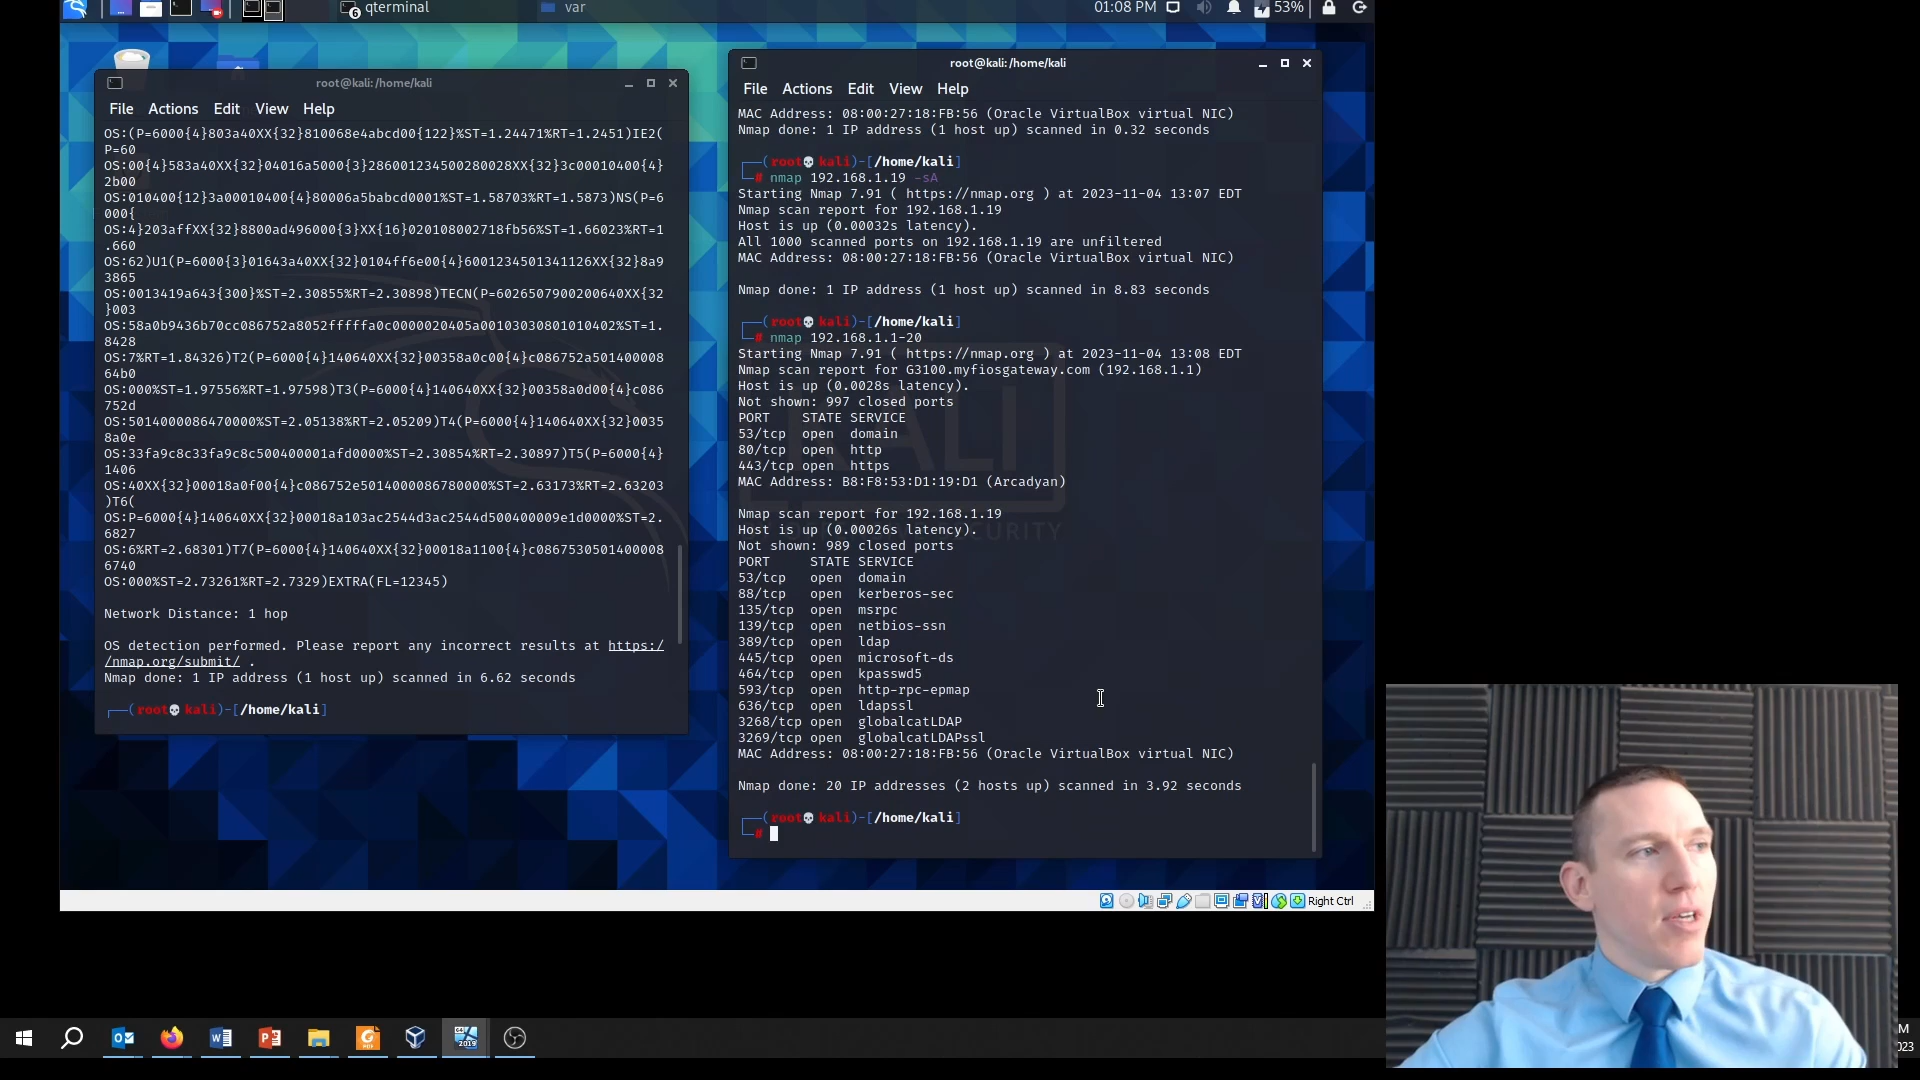 qterminal
var
01:08 PM
53%
root@kali:/home/kali
File Actions Edit View Help
OS:(P=6000{4}803a40XX{32}810068e4abcd00{122}%ST=1.24471%RT=1.2451)IE2(
P=60
OS:00{4}583a40XX{32}04016a5000{3}286001234500280028XX{32}3c00010400{4}
2b00
OS:010400{12}3a00010400{4}80006a5babcd0001%ST=1.58703%RT=1.5873)NS(P=6
000{
OS:4}203affXX{32}8800ad496000{3}XX{16}020108002718fb56%ST=1.66023%RT=1
.660
OS:62)U1(P=6000{3}01643a40XX{32}0104ff6e00{4}6001234501341126XX{32}8a9
3865
OS:0013419a643{300}%ST=2.30855%RT=2.30898)TECN(P=6026507900200640XX{32
}003
OS:58a0b9436b70cc086752a8052fffffa0c0000020405a00103030801010402%ST=1.
8428
OS:7%RT=1.84326)T2(P=6000{4}140640XX{32}00358a0c00{4}c086752a501400008
64b0
OS:000%ST=1.97556%RT=1.97598)T3(P=6000{4}140640XX{32}00358a0d00{4}c086
752d
OS:5014000086470000%ST=2.05138%RT=2.05209)T4(P=6000{4}140640XX{32}0035
8a0e
OS:33fa9c8c33fa9c8c500400001afd0000%ST=2.30854%RT=2.30897)T5(P=6000{4}
1406
OS:40XX{32}00018a0f00{4}c086752e5014000086780000%ST=2.63173%RT=2.63203
)T6(
OS:P=6000{4}140640XX{32}00018a103ac2544d3ac2544d500400009e1d0000%ST=2.
6827
OS:6%RT=2.68301)T7(P=6000{4}140640XX{32}00018a1100{4}c0867530501400008
6740
OS:000%ST=2.73261%RT=2.7329)EXTRA(FL=12345)
Network Distance: 1 hop
OS detection performed. Please report any incorrect results at https:/
/nmap.org/submit/ .
Nmap done: 1 IP address (1 host up) scanned in 6.62 seconds
(root💀kali)-[/home/kali]
root@kali:/home/kali
File Actions Edit View Help
MAC Address: 08:00:27:18:FB:56 (Oracle VirtualBox virtual NIC)
Nmap done: 1 IP address (1 host up) scanned in 0.32 seconds
(root💀kali)-[/home/kali]
# nmap 192.168.1.19 -sA
Starting Nmap 7.91 ( https://nmap.org ) at 2023-11-04 13:07 EDT
Nmap scan report for 192.168.1.19
Host is up (0.00032s latency).
All 1000 scanned ports on 192.168.1.19 are unfiltered
MAC Address: 08:00:27:18:FB:56 (Oracle VirtualBox virtual NIC)
Nmap done: 1 IP address (1 host up) scanned in 8.83 seconds
(root💀kali)-[/home/kali]
# nmap 192.168.1.1-20
Starting Nmap 7.91 ( https://nmap.org ) at 2023-11-04 13:08 EDT
Nmap scan report for G3100.myfiosgateway.com (192.168.1.1)
Host is up (0.0028s latency).
Not shown: 997 closed ports
PORT STATE SERVICE
53/tcp open domain
80/tcp open http
443/tcp open https
MAC Address: B8:F8:53:D1:19:D1 (Arcadyan)
Nmap scan report for 192.168.1.19
Host is up (0.00026s latency).
Not shown: 989 closed ports
PORT STATE SERVICE
53/tcp open domain
88/tcp open kerberos-sec
135/tcp open msrpc
139/tcp open netbios-ssn
389/tcp open ldap
445/tcp open microsoft-ds
464/tcp open kpasswd5
593/tcp open http-rpc-epmap
636/tcp open ldapssl
3268/tcp open globalcatLDAP
3269/tcp open globalcatLDAPssl
MAC Address: 08:00:27:18:FB:56 (Oracle VirtualBox virtual NIC)
Nmap done: 20 IP addresses (2 hosts up) scanned in 3.92 seconds
(root💀kali)-[/home/kali]
#
KALI
Right Ctrl
2019
M
023